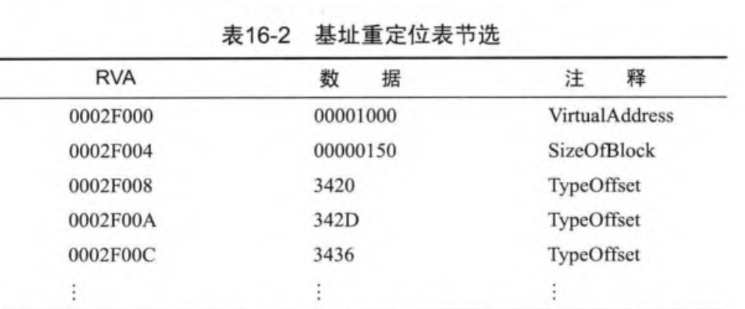 表16-2 基址重定位表节选
RVA 数 据 注 释
0002F000 00001000 VirtualAddress
0002F004 00000150 SizeOfBlock
0002F008 3420 TypeOffset
0002F00A 342D TypeOffset
0002F00C 3436 TypeOffset
⋮ ⋮ ⋮